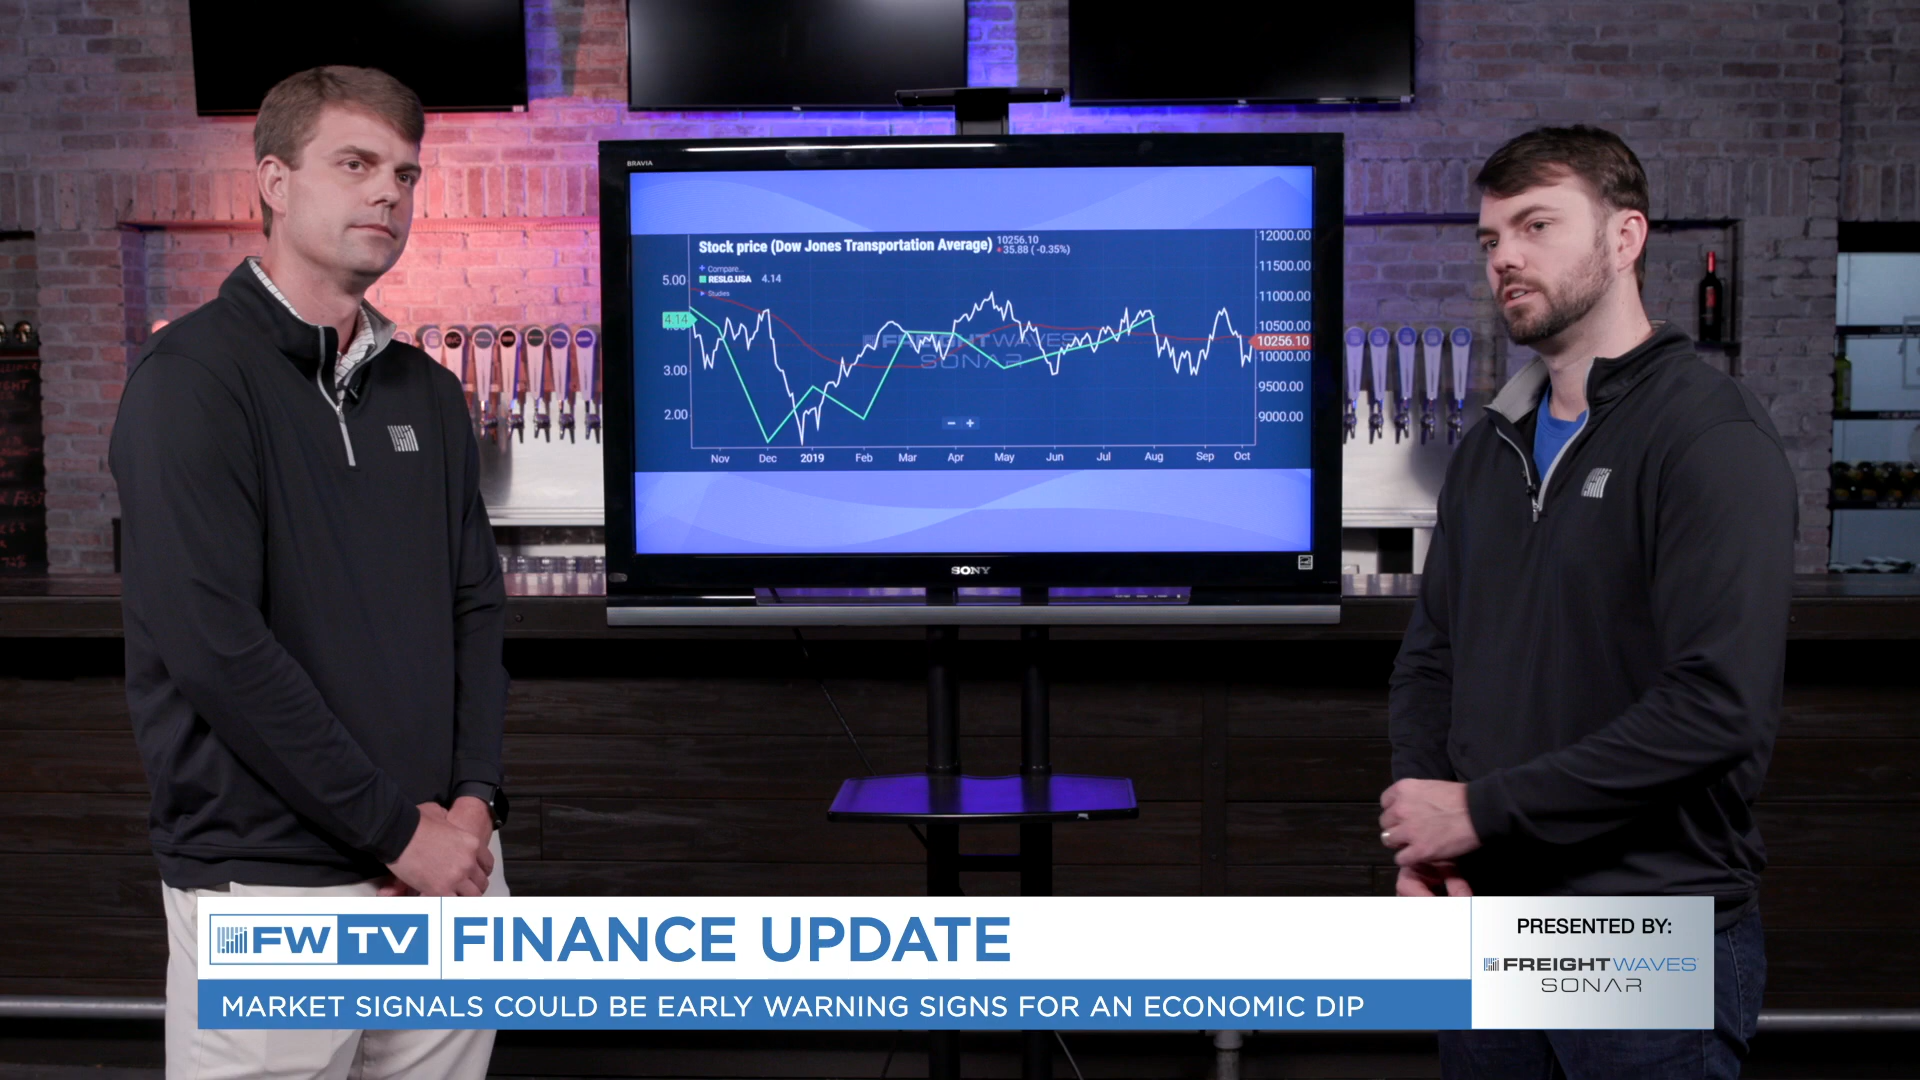 BRAVIA
Stock price (Dow Jones Transportation Average) 10256.10
35.88 ( -0.35%)
+ Compare...
RESLG.USA 4.14
Studies
5.00
4.14
3.00
2.00
12000.00
11500.00
11000.00
10500.00
10256.10
10000.00
9500.00
9000.00
FREIGHTWAVES
SONAR
− +
Nov Dec 2019 Feb Mar Apr May Jun Jul Aug Sep Oct
SONY
FWTV
FINANCE UPDATE
MARKET SIGNALS COULD BE EARLY WARNING SIGNS FOR AN ECONOMIC DIP
PRESENTED BY:
FREIGHTWAVES
SONAR